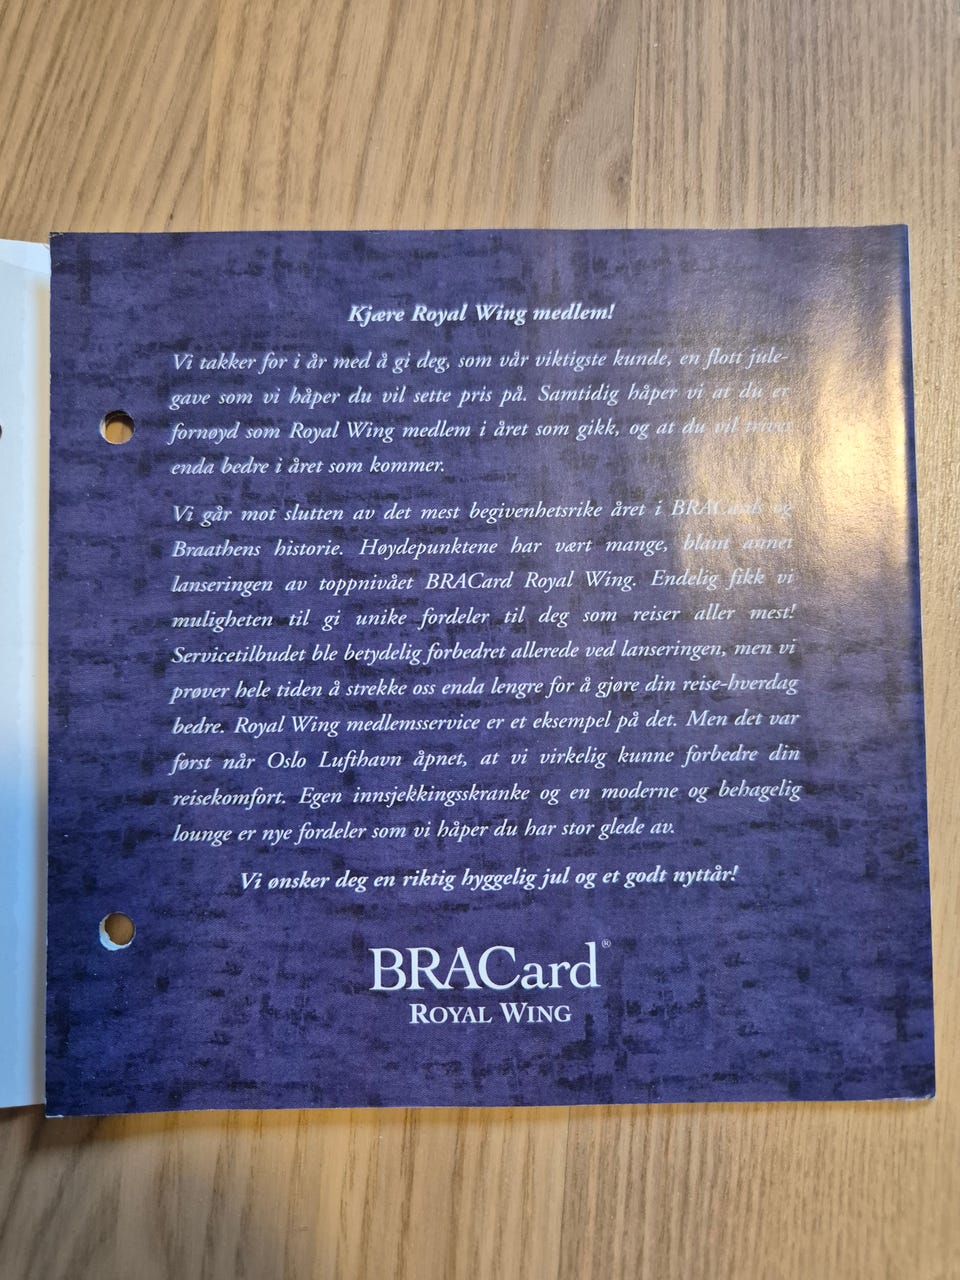 Kjære Royal Wing medlem!
Vi takker for i år med å gi deg, som vår viktigste kunde, en flott jule-
gave som vi håper du vil sette pris på. Samtidig håper vi at du er
fornøyd som Royal Wing medlem i året som gikk, og at du vil trives
enda bedre i året som kommer.
Vi går mot slutten av det mest begivenhetsrike året i BRACards og
Braathens historie. Høydepunktene har vært mange, blant annet
lanseringen av toppnivået BRACard Royal Wing. Endelig fikk vi
muligheten til gi unike fordeler til deg som reiser aller mest!
Servicetilbudet ble betydelig forbedret allerede ved lanseringen, men vi
prøver hele tiden å strekke oss enda lengre for å gjøre din reise-hverdag
bedre. Royal Wing medlemsservice er et eksempel på det. Men det var
først når Oslo Lufthavn åpnet, at vi virkelig kunne forbedre din
reisekomfort. Egen innsjekkingsskranke og en moderne og behagelig
lounge er nye fordeler som vi håper du har stor glede av.
Vi ønsker deg en riktig hyggelig jul og et godt nyttår!
BRACard®
ROYAL WING